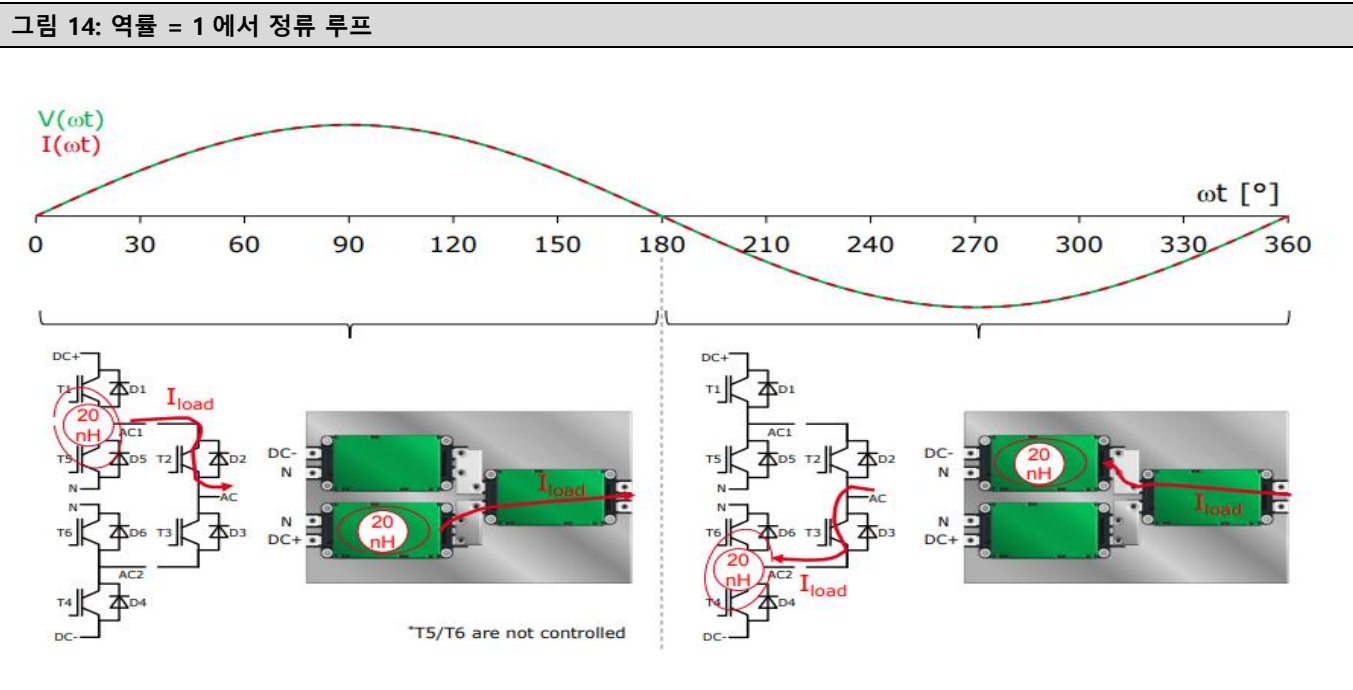 그림 14: 역률 = 1 에서 정류 루프
V(ωt)
I(ωt)
ωt [°]
0 30 60 90 120 150 180 210 240 270 300 330 360
DC+
T1 D1
I load
20 nH
AC1
T5 D5 T2 D2
N
AC
N
T6 D6 T3 D3
AC2
T4 D4
DC-
DC-
N
N
DC+
I load
20 nH
*T5/T6 are not controlled
DC+
T1 D1
AC1
T5 D5 T2 D2
N
AC
N
T6 D6 T3 D3
20 nH
AC2
I load
T4 D4
DC-
DC-
N
N
DC+
20 nH
I load